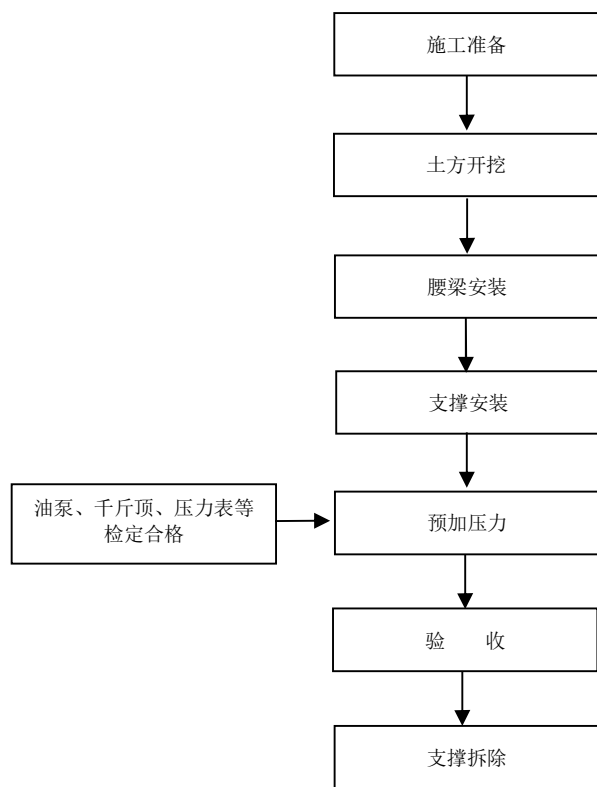 施工准备
土方开挖
腰梁安装
支撑安装
油泵、千斤顶、压力表等
检定合格
预加压力
验 收
支撑拆除